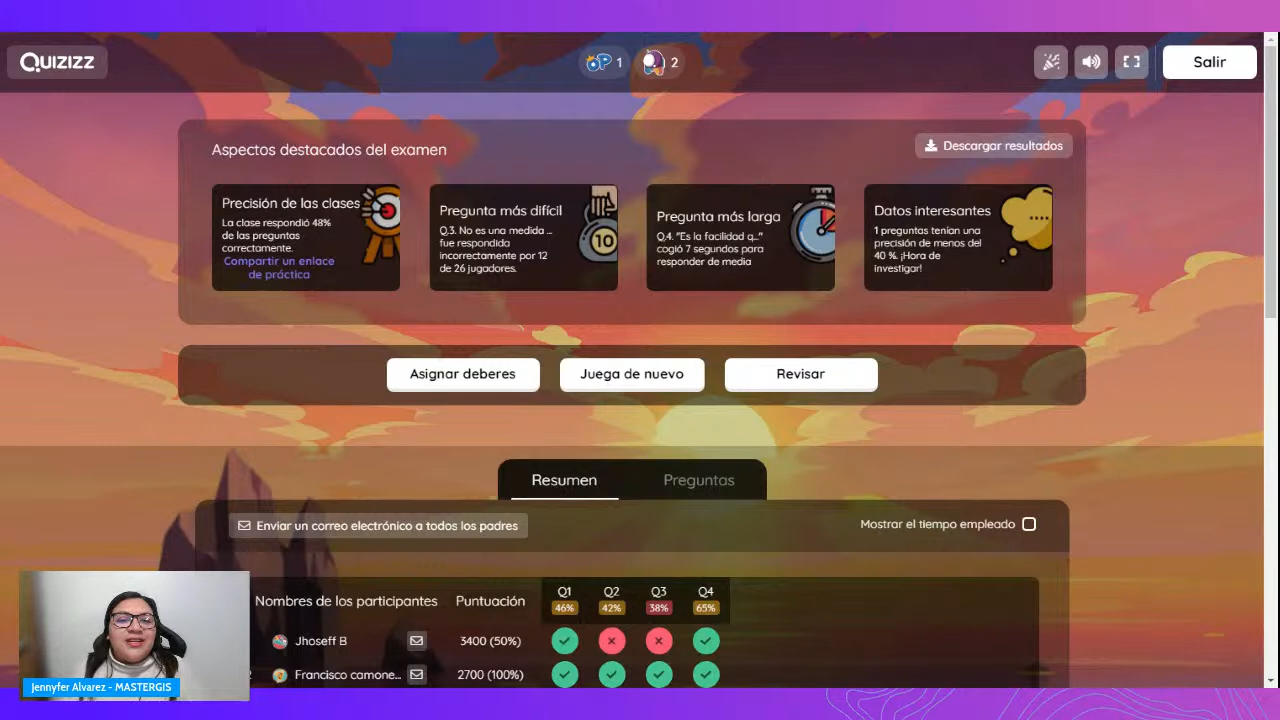 Quizizz
1
2
Salir
Aspectos destacados del examen
Descargar resultados
Precisión de las clases
La clase respondió 48%
de las preguntas
correctamente.
Compartir un enlace
de práctica
Pregunta más difícil
Q.3. No es una medida ...
fue respondida
incorrectamente por 12
de 26 jugadores.
10
Pregunta más larga
Q.4. "Es la facilidad q..."
cogió 7 segundos para
responder de media
Datos interesantes
1 preguntas tenían una
precisión de menos del
40 %. ¡Hora de
investigar!
Asignar deberes
Juega de nuevo
Revisar
Resumen
Preguntas
Enviar un correo electrónico a todos los padres
Mostrar el tiempo empleado
Nombres de los participantes
Puntuación
Q1 Q2 Q3 Q4
46% 42% 38% 65%
Jhoseff B
3400 (50%)
Francisco camone...
2700 (100%)
Jennyfer Alvarez - MASTERGIS